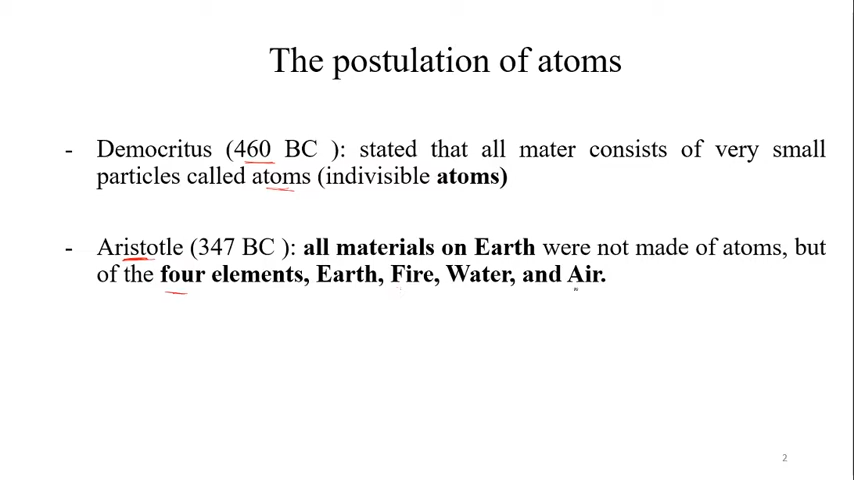 The postulation of atoms
- Democritus (460 BC ): stated that all mater consists of very small
particles called atoms (indivisible atoms)
- Aristotle (347 BC ): all materials on Earth were not made of atoms, but
of the four elements, Earth, Fire, Water, and Air.
2